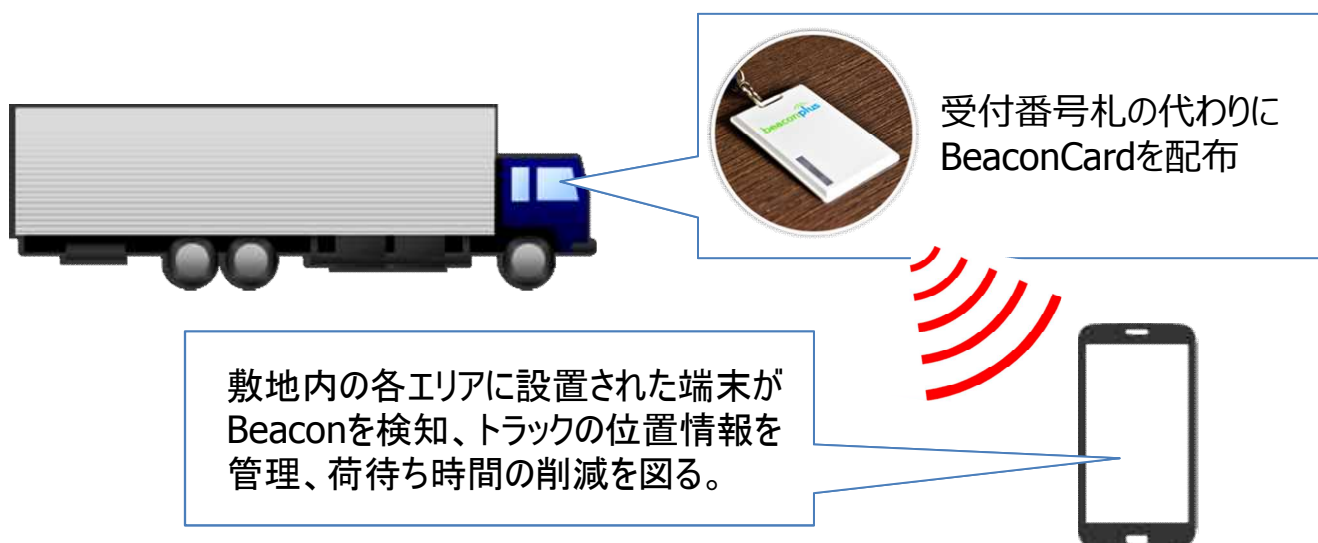 beaconplus
受付番号札の代わりに
BeaconCardを配布
敷地内の各エリアに設置された端末が
Beaconを検知、トラックの位置情報を
管理、荷待ち時間の削減を図る。